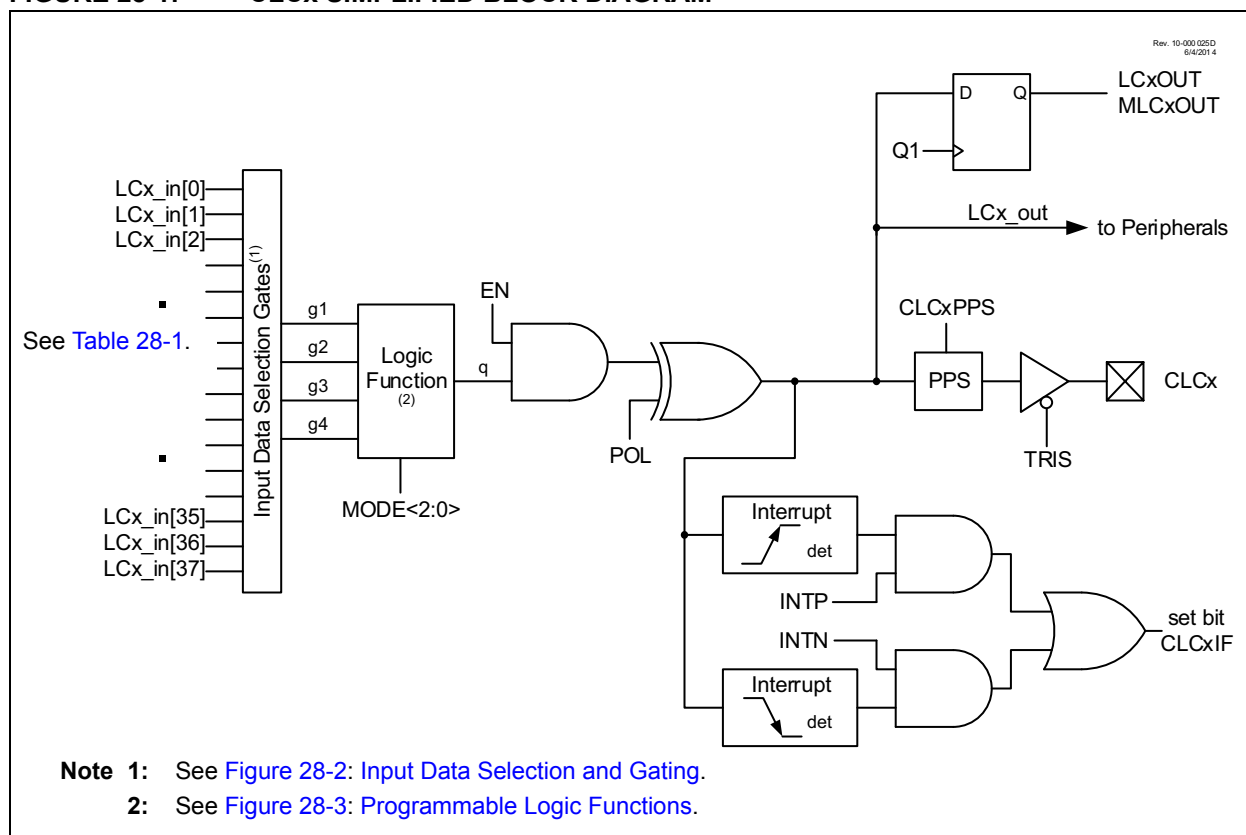 Rev. 10-000 025D
6/4/2014
LCxOUT
MLCxOUT
D
Q
Q1
LCx_in[0]
LCx_in[1]
LCx_in[2]
LCx_out
to Peripherals
Input Data Selection Gates(1)
EN
CLCxPPS
g1
See Table 28-1.
g2
Logic
Function
(2)
q
PPS
CLCx
g3
g4
POL
TRIS
MODE<2:0>
LCx_in[35]
LCx_in[36]
LCx_in[37]
Interrupt
det
INTP
set bit
CLCxIF
INTN
Interrupt
det
Note 1: See Figure 28-2: Input Data Selection and Gating.
2: See Figure 28-3: Programmable Logic Functions.